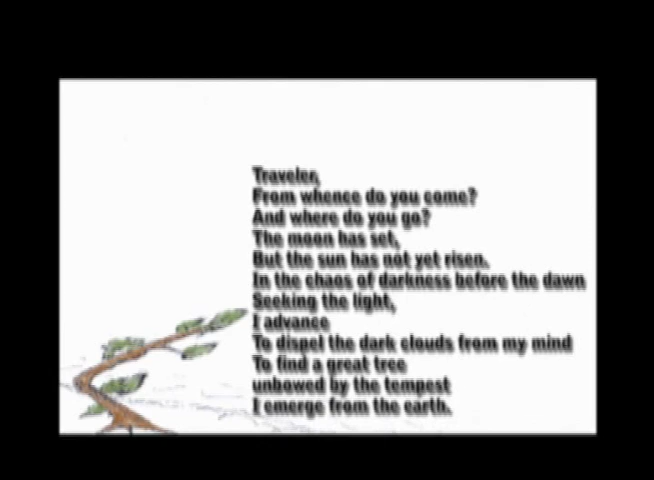 Traveler,
From whence do you come?
And where do you go?
The moon has set,
But the sun has not yet risen.
In the chaos of darkness before the dawn
Seeking the light,
I advance
To dispel the dark clouds from my mind
To find a great tree
unbowed by the tempest
I emerge from the earth.